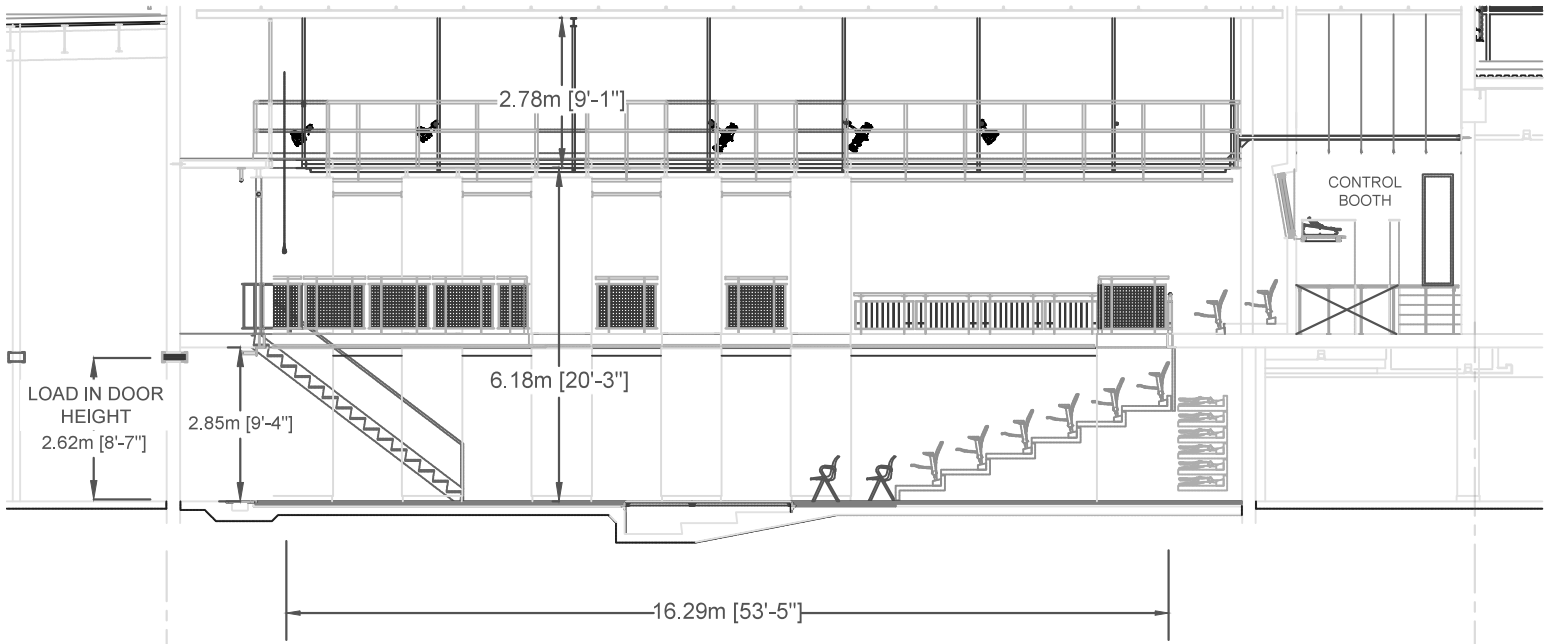 2.78m [9'-1"]
CONTROL
BOOTH
6.18m [20'-3"]
LOAD IN DOOR
HEIGHT
2.62m [8'-7"]
2.85m [9'-4"]
16.29m [53'-5"]